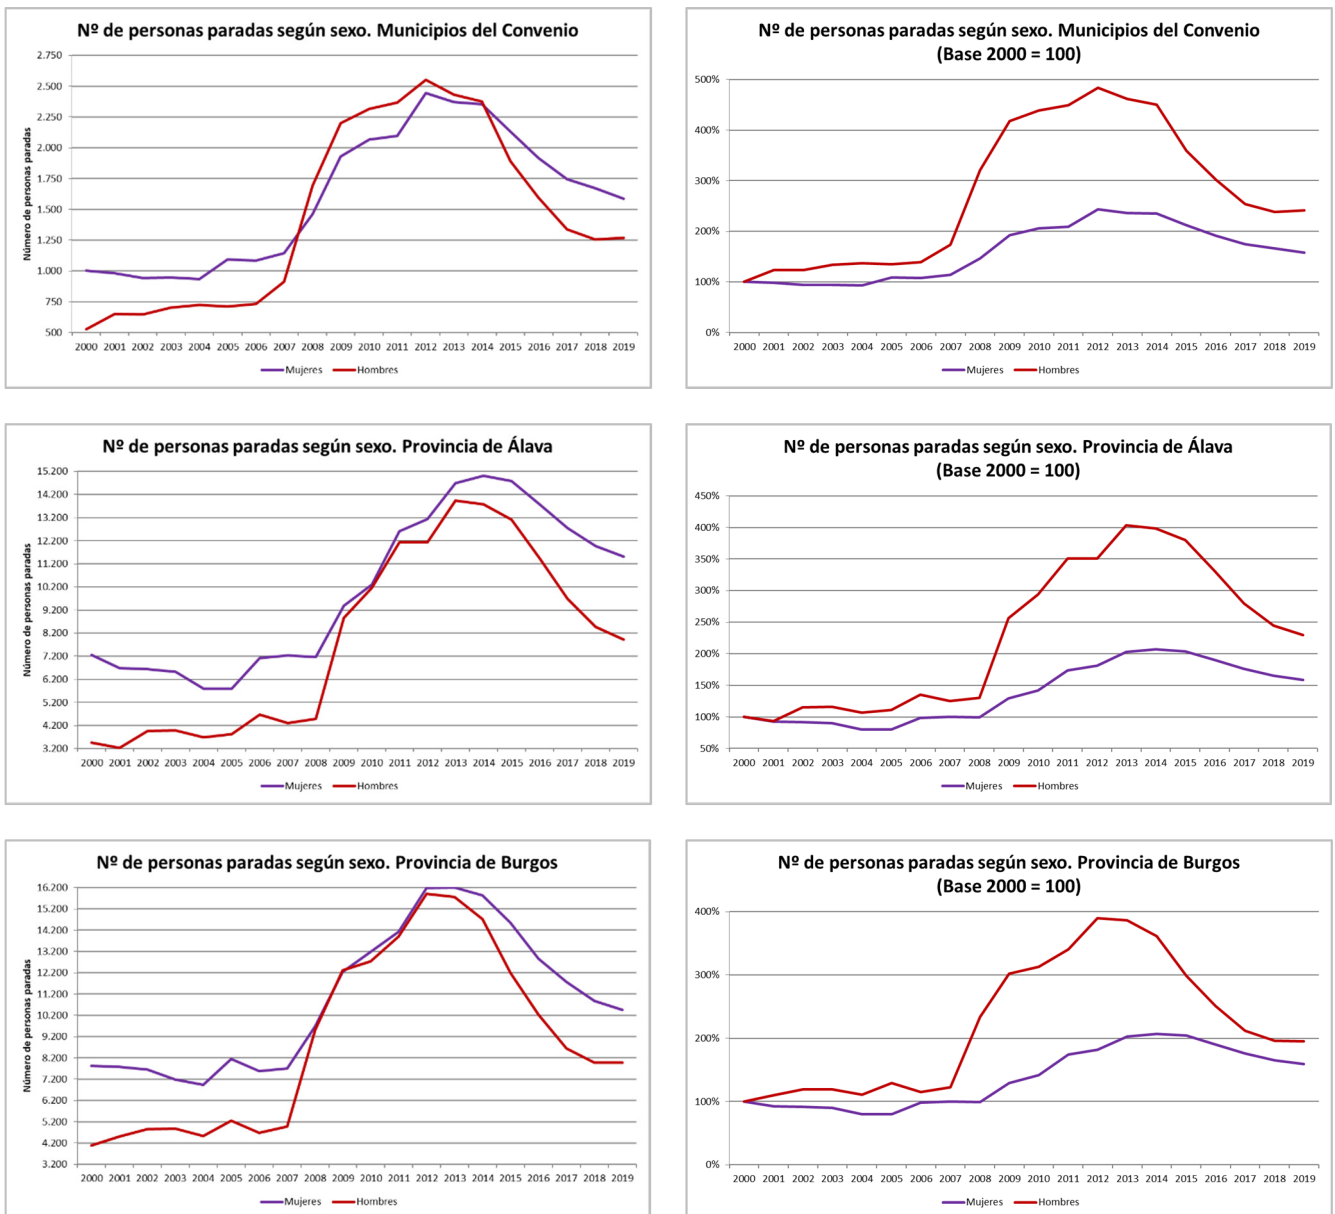 Nº de personas paradas según sexo. Municipios del Convenio
Número de personas paradas
2.750
2.500
2.250
2.000
1.750
1.500
1.250
1.000
750
500
2000 2001 2002 2003 2004 2005 2006 2007 2008 2009 2010 2011 2012 2013 2014 2015 2016 2017 2018 2019
Mujeres Hombres
Nº de personas paradas según sexo. Municipios del Convenio
(Base 2000 = 100)
500%
400%
300%
200%
100%
0%
2000 2001 2002 2003 2004 2005 2006 2007 2008 2009 2010 2011 2012 2013 2014 2015 2016 2017 2018 2019
Mujeres Hombres
Nº de personas paradas según sexo. Provincia de Álava
Número de personas paradas
15.200
14.200
13.200
12.200
11.200
10.200
9.200
8.200
7.200
6.200
5.200
4.200
3.200
2000 2001 2002 2003 2004 2005 2006 2007 2008 2009 2010 2011 2012 2013 2014 2015 2016 2017 2018 2019
Mujeres Hombres
Nº de personas paradas según sexo. Provincia de Álava
(Base 2000 = 100)
450%
400%
350%
300%
250%
200%
150%
100%
50%
2000 2001 2002 2003 2004 2005 2006 2007 2008 2009 2010 2011 2012 2013 2014 2015 2016 2017 2018 2019
Mujeres Hombres
Nº de personas paradas según sexo. Provincia de Burgos
Número de personas paradas
16.200
15.200
14.200
13.200
12.200
11.200
10.200
9.200
8.200
7.200
6.200
5.200
4.200
3.200
2000 2001 2002 2003 2004 2005 2006 2007 2008 2009 2010 2011 2012 2013 2014 2015 2016 2017 2018 2019
Mujeres Hombres
Nº de personas paradas según sexo. Provincia de Burgos
(Base 2000 = 100)
400%
300%
200%
100%
0%
2000 2001 2002 2003 2004 2005 2006 2007 2008 2009 2010 2011 2012 2013 2014 2015 2016 2017 2018 2019
Mujeres Hombres